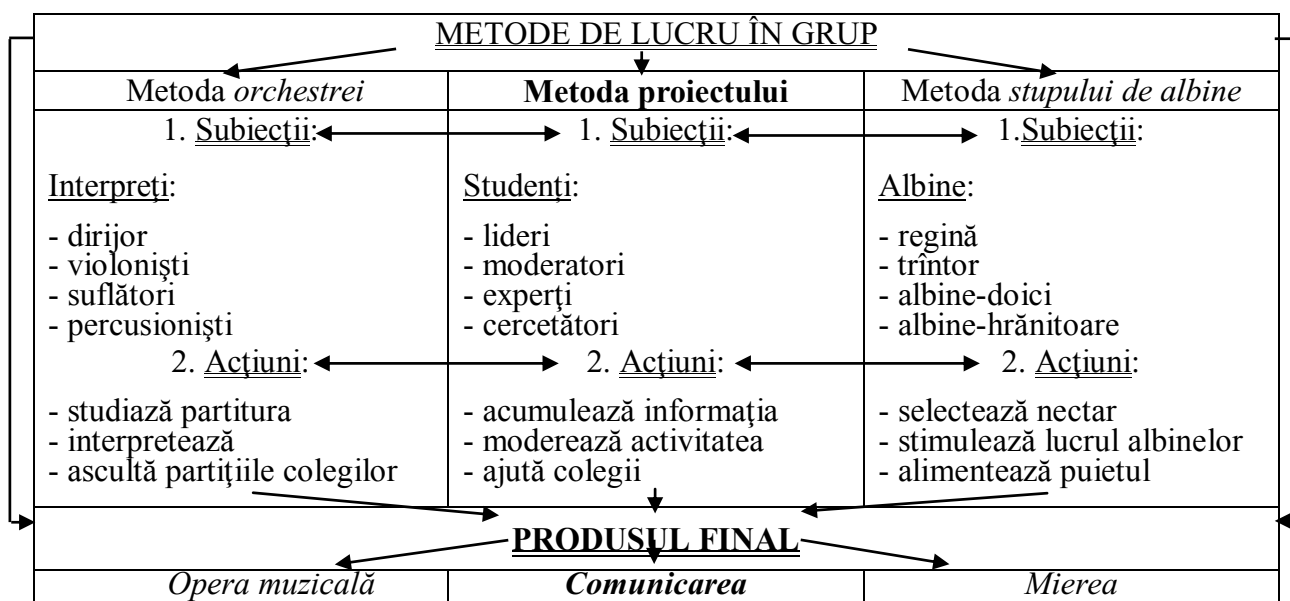 METODE DE LUCRU ÎN GRUP
Metoda orchestrei
Metoda proiectului
Metoda stupului de albine
1. Subiecţii:
Interpreţi:
- dirijor
- violonişti
- suflători
- percusionişti
2. Acţiuni:
- studiază partitura
- interpretează
- ascultă partiţiile colegilor
1. Subiecţii:
Studenți:
- lideri
- moderatori
- experţi
- cercetători
2. Acţiuni:
- acumulează informaţia
- moderează activitatea
- ajută colegii
1.Subiecţii:
Albine:
- regină
- trîntor
- albine-doici
- albine-hrănitoare
2. Acţiuni:
- selectează nectar
- stimulează lucrul albinelor
- alimentează puietul
PRODUSUL FINAL
Opera muzicală
Comunicarea
Mierea